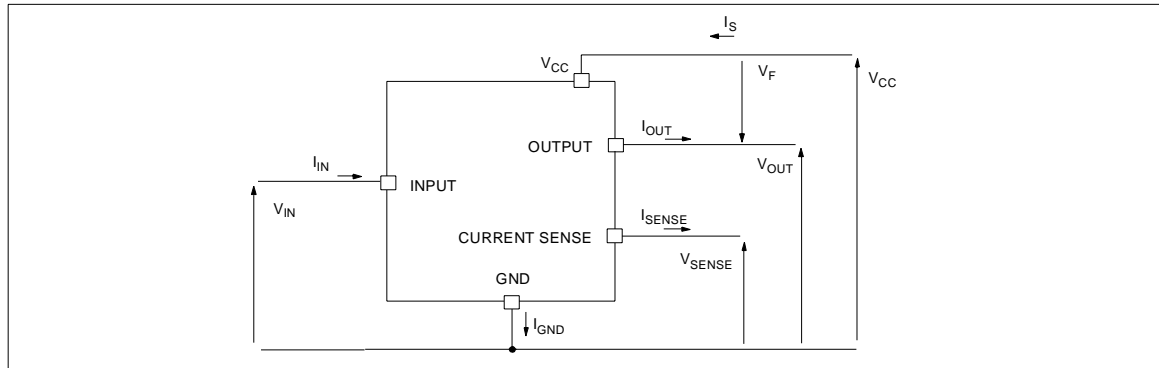 I_S
V_CC
V_F
V_CC
I_OUT
OUTPUT
V_OUT
I_IN
INPUT
V_IN
I_SENSE
CURRENT SENSE
V_SENSE
GND
I_GND